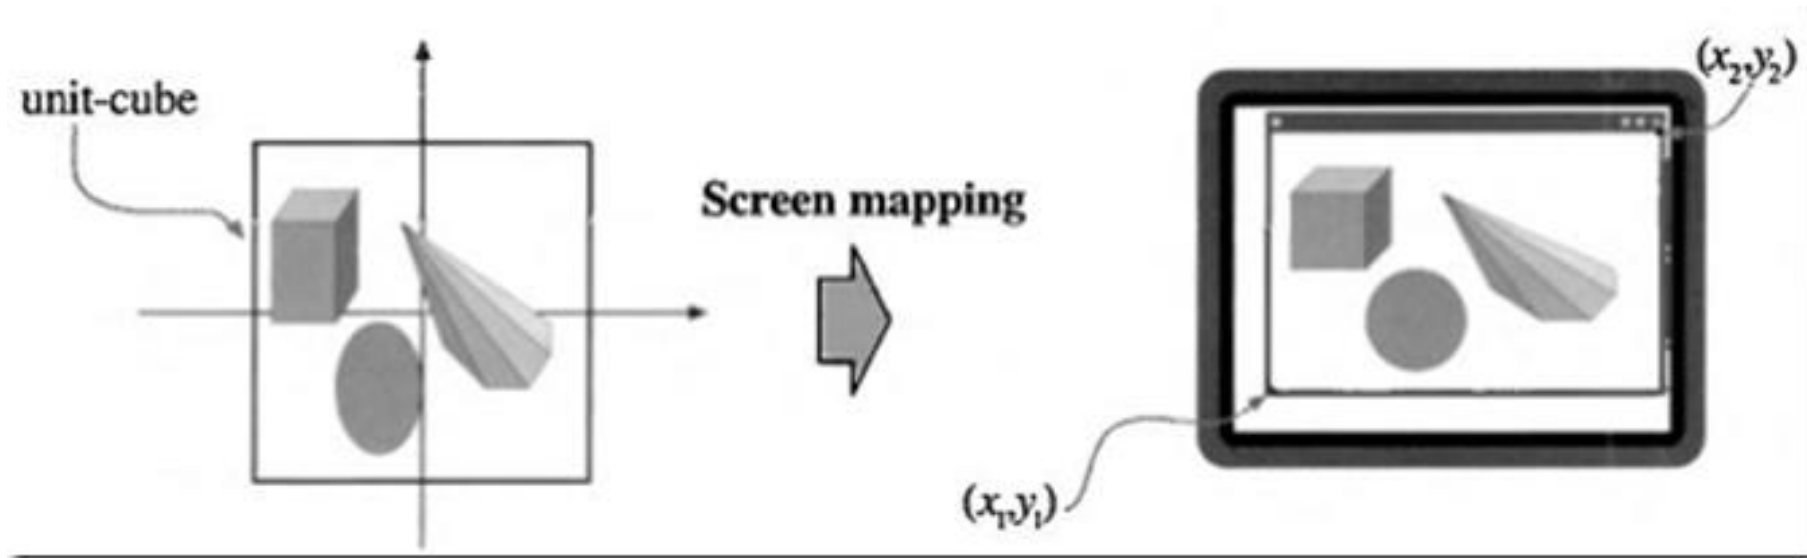 unit-cube
Screen mapping
(x₂,y₂)
(x₁,y₁)